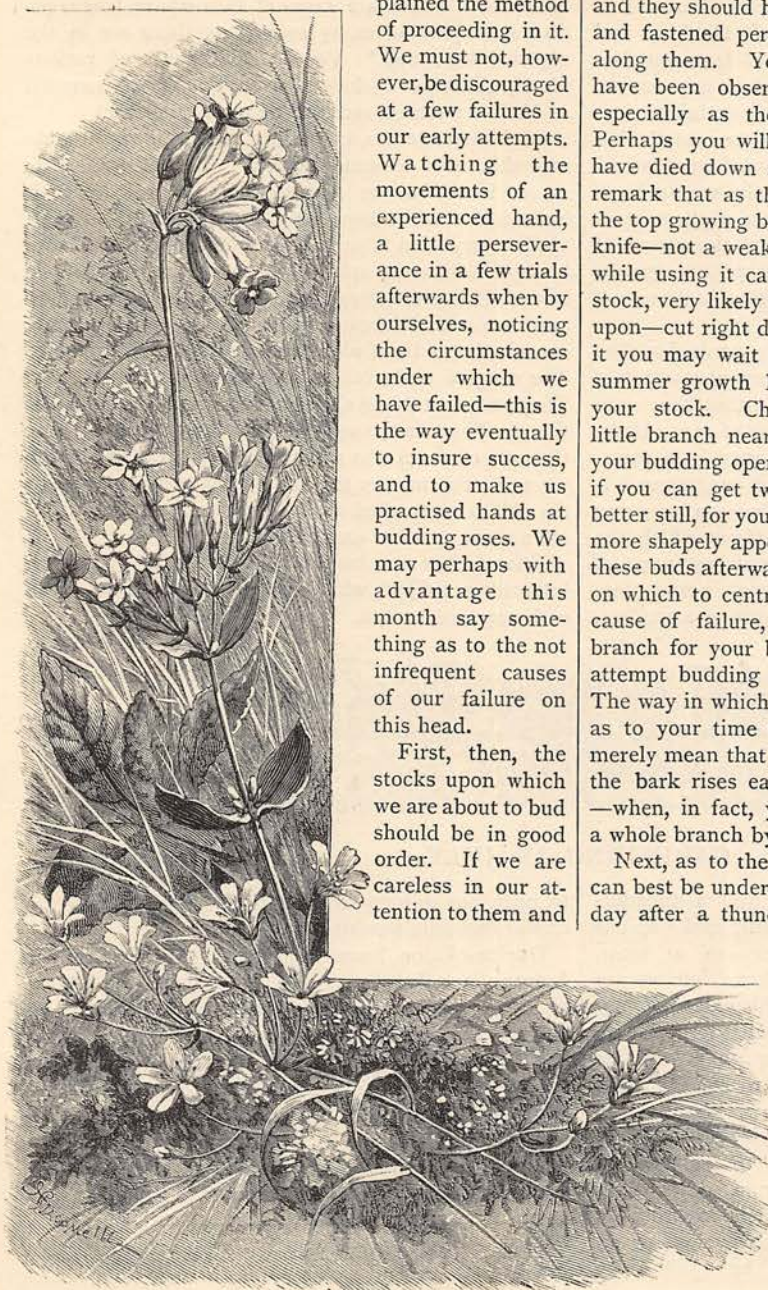 plained the method
of proceeding in it.
We must not, how-
ever,be discouraged
at a few failures in
our early attempts.
Watching the
movements of an
experienced hand,
a little persever-
ance in a few trials
afterwards when by
ourselves, noticing
the circumstances
under which we
have failed—this is
the way eventually
to insure success,
and to make us
practised hands at
budding roses. We
may perhaps with
advantage this
month say some-
thing as to the not
infrequent causes
of our failure on
this head.
First, then, the
stocks upon which
we are about to bud
should be in good
order. If we are
careless in our at-
tention to them and
and they should
and fastened per
along them. Y
have been obser
especially as the
Perhaps you will
have died down
remark that as th
the top growing b
knife—not a weak
while using it ca
stock, very likely
upon—cut right d
it you may wait
summer growth
your stock. Ch
little branch near
your budding oper
if you can get tw
better still, for you
more shapely app
these buds afterwa
on which to centr
cause of failure,
branch for your
attempt budding
The way in which
as to your time
merely mean that
the bark rises ea
—when, in fact, y
a whole branch by
Next, as to the
can best be under
day after a thun